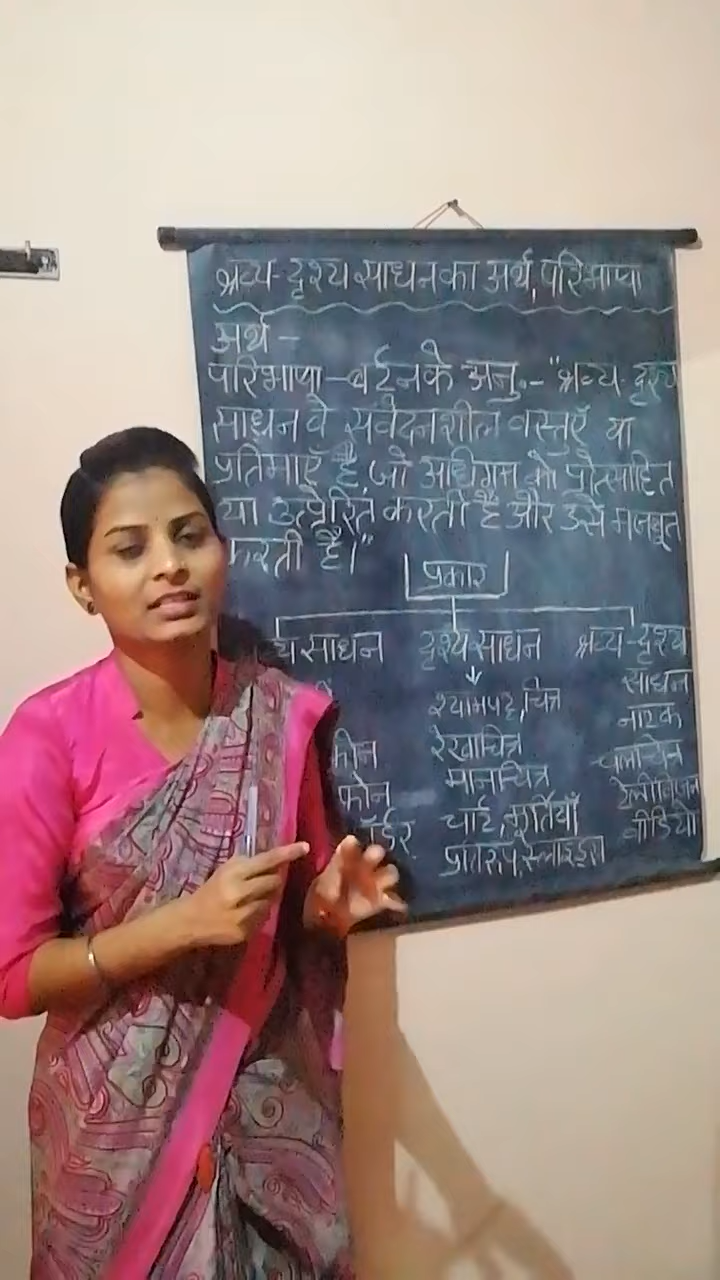 श्रव्य-दृश्य साधन का अर्थ, परिभाषा
अर्थ -
परिभाषा - बर्टन के अनु.- "श्रव्य-दृश्य
साधन वे संवेदनशील वस्तुएँ या
प्रतिमाएँ हैं, जो अधिगम को प्रोत्साहित
या उत्प्रेरित करती हैं और उसे मजबूत
करती हैं।"
प्रकार
साधन दृश्य साधन श्रव्य-दृश्य
साधन
श्यामपट्ट, चित्र
नाटक
रेखाचित्र
चलचित्र
मानचित्र
टेलीविजन
चार्ट, मूर्तियाँ
वीडियो
प्रतिरूप, स्लाइड्स